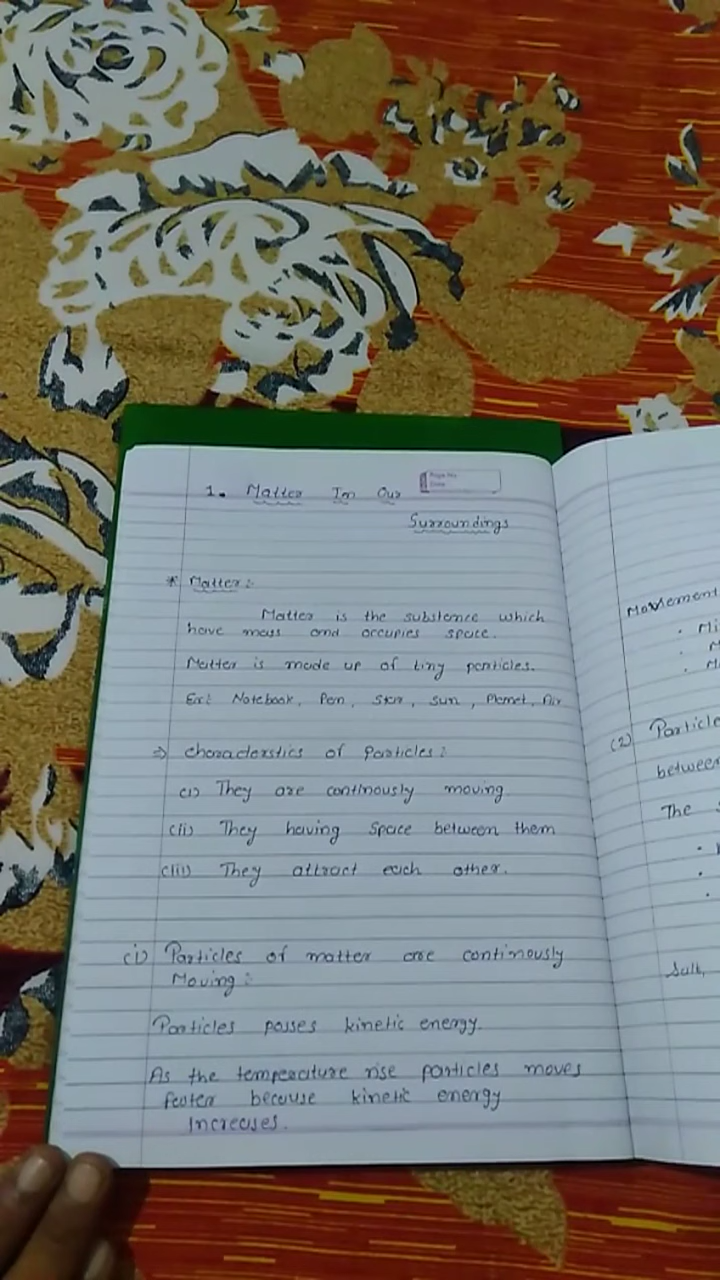 Page No.
Date
1. Matter In Our
Surroundings
* Matter :
Matter is the substance which
have mass and occupies space.
Matter is made up of tiny particles.
Ex: Notebook, Pen, Star, Sun, Planet, Air
⇒ characterstics of Particles :
(i) They are continously moving
(ii) They having Space between them
(iii) They attract each other.
(i) Particles of matter are continously
Moving :
Particles posses kinetic energy.
As the temperature rise particles moves
faster because kinetic energy
increases.
Movement
(2) Particle
between
The
Salt,